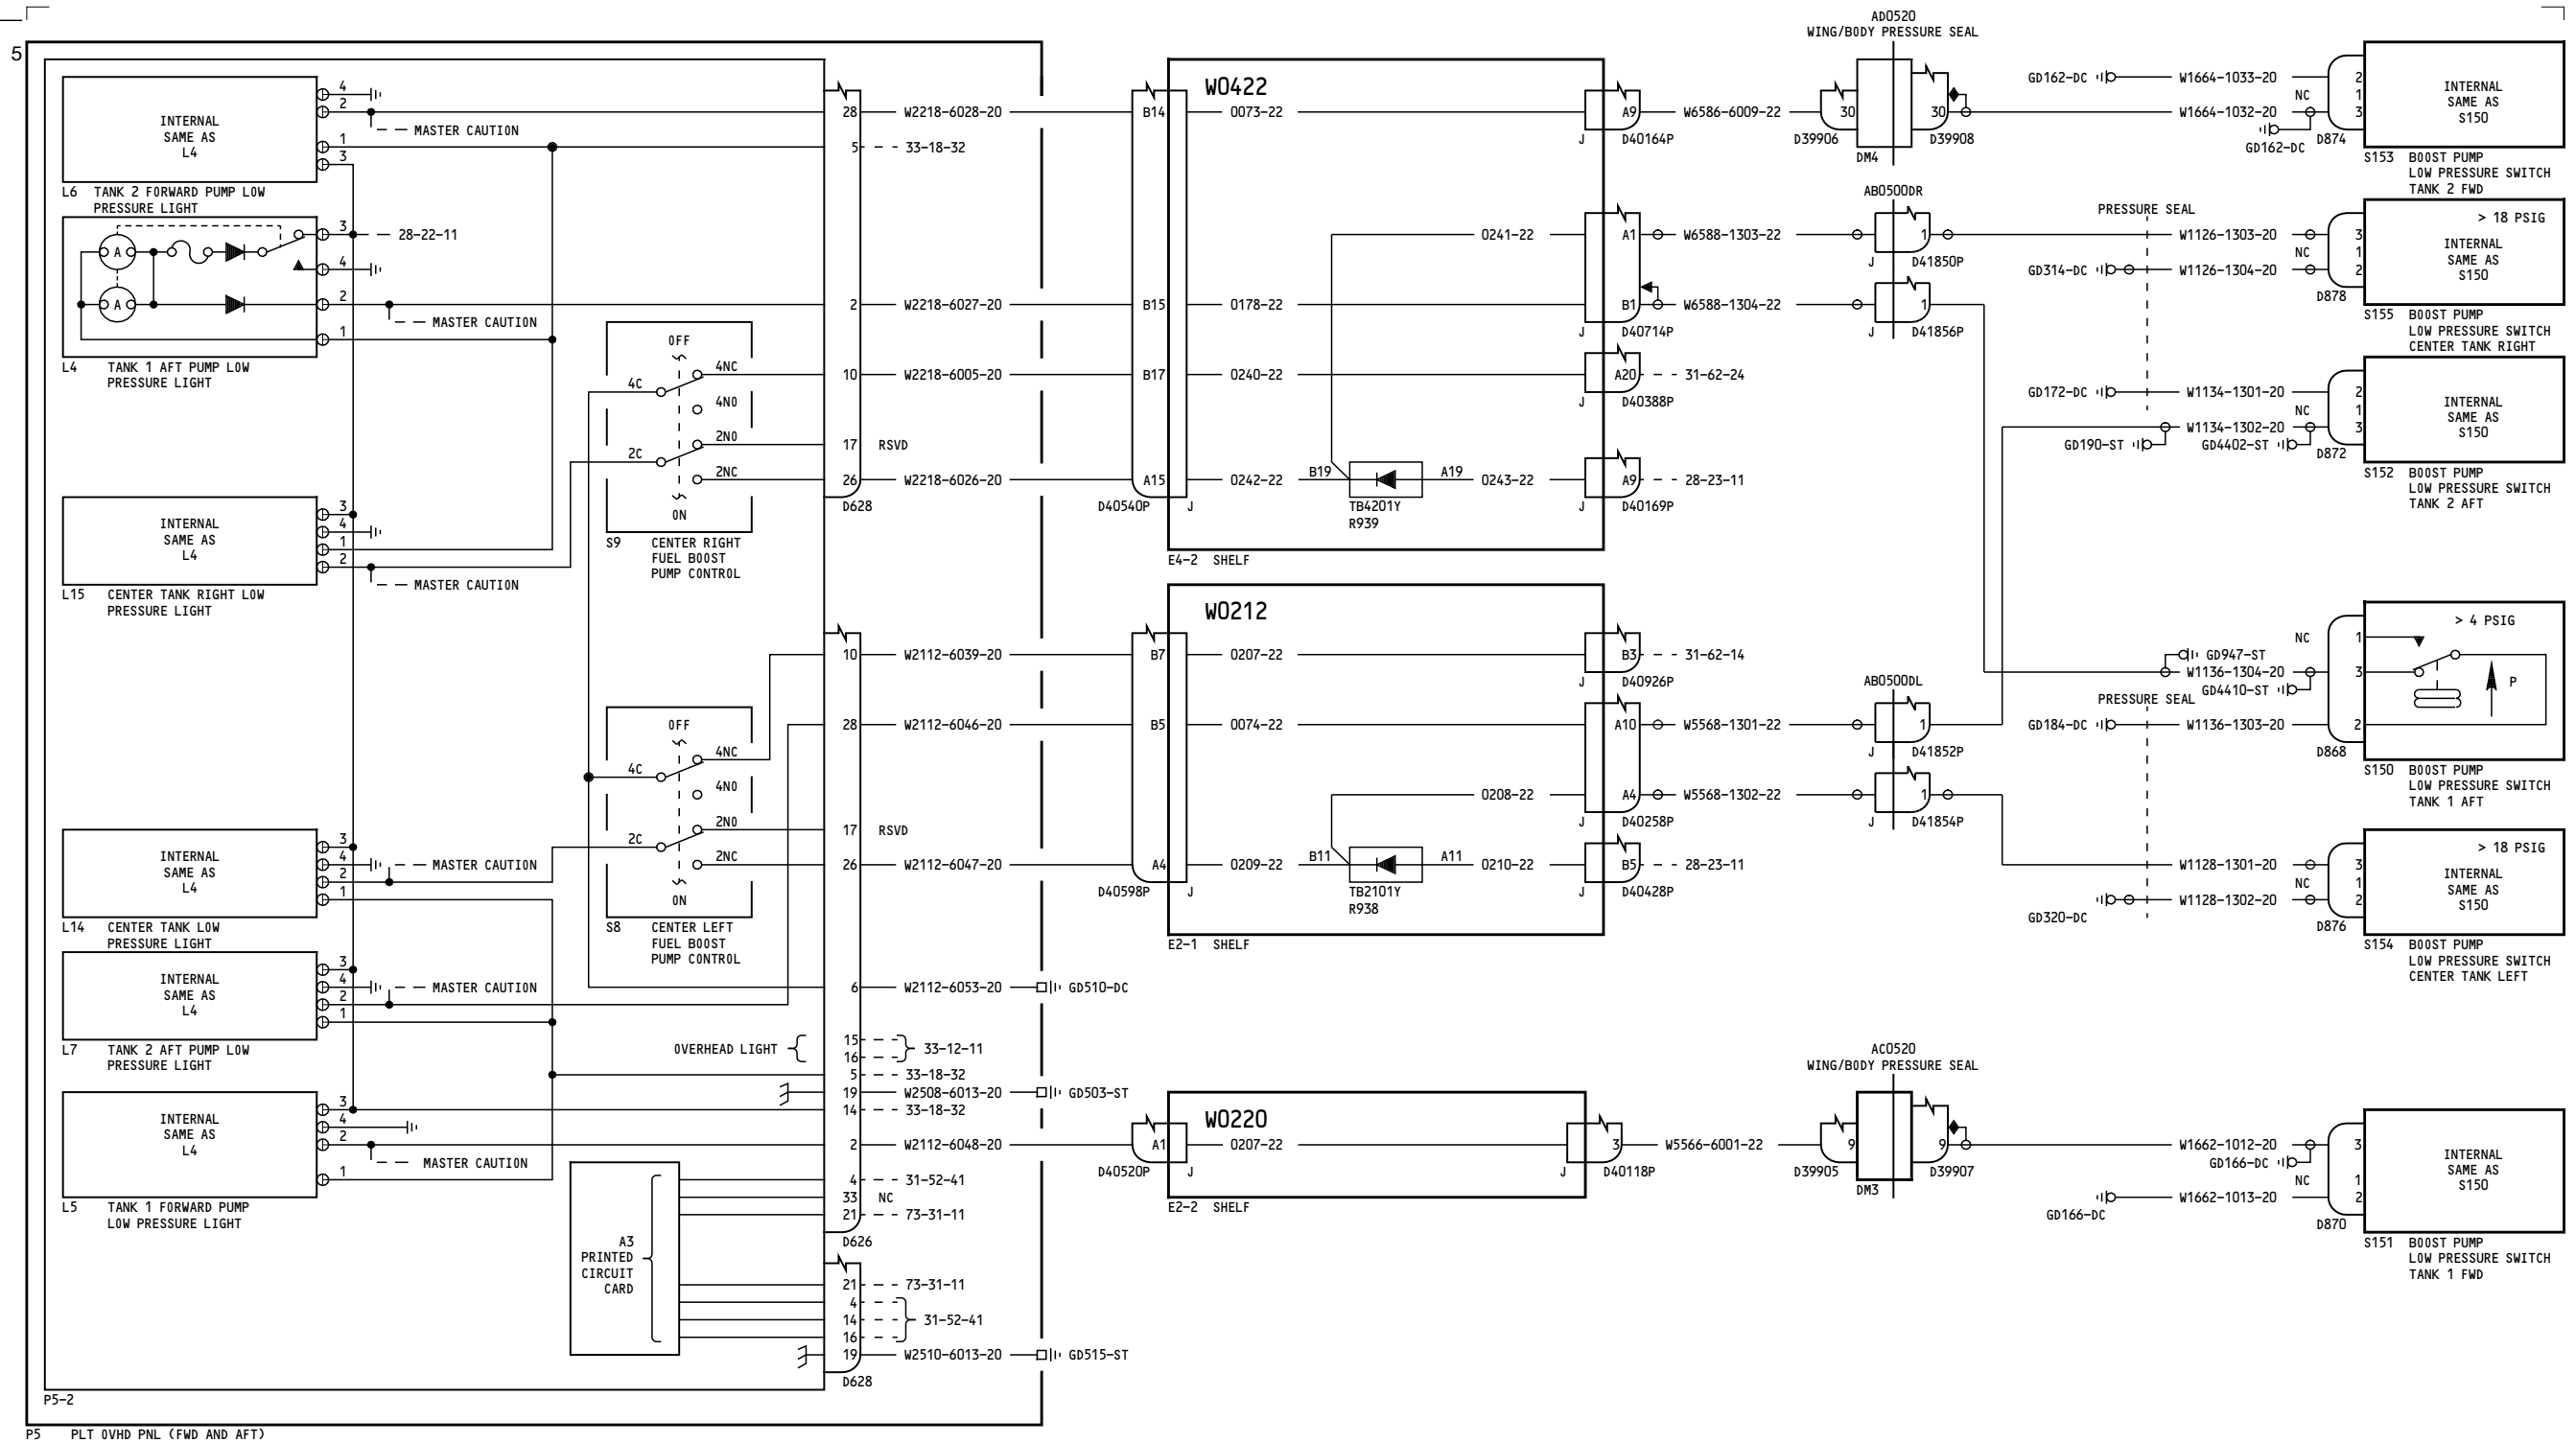 5
INTERNAL
SAME AS
L4
4
2
1
3
MASTER CAUTION
L6 TANK 2 FORWARD PUMP LOW
PRESSURE LIGHT
A
A
3
4
2
1
28-22-11
MASTER CAUTION
L4 TANK 1 AFT PUMP LOW
PRESSURE LIGHT
INTERNAL
SAME AS
L4
3
4
1
2
MASTER CAUTION
L15 CENTER TANK RIGHT LOW
PRESSURE LIGHT
INTERNAL
SAME AS
L4
3
4
2
1
MASTER CAUTION
L14 CENTER TANK LOW
PRESSURE LIGHT
INTERNAL
SAME AS
L4
3
4
2
1
MASTER CAUTION
L7 TANK 2 AFT PUMP LOW
PRESSURE LIGHT
INTERNAL
SAME AS
L4
3
4
2
1
MASTER CAUTION
L5 TANK 1 FORWARD PUMP
LOW PRESSURE LIGHT
OFF
4C 4NC
4NO
2C 2NO
2NC
ON
S9 CENTER RIGHT
FUEL BOOST
PUMP CONTROL
OFF
4C 4NC
4NO
2C 2NO
2NC
ON
S8 CENTER LEFT
FUEL BOOST
PUMP CONTROL
OVERHEAD LIGHT
A3
PRINTED
CIRCUIT
CARD
28 W2218-6028-20
5 33-18-32
2 W2218-6027-20
10 W2218-6005-20
17 RSVD
26 W2218-6026-20
D628
10 W2112-6039-20
28 W2112-6046-20
17 RSVD
26 W2112-6047-20
6 W2112-6053-20 GD510-DC
15
16
33-12-11
5 33-18-32
19 W2508-6013-20 GD503-ST
14 33-18-32
2 W2112-6048-20
4 31-52-41
33 NC
21 73-31-11
D626
21 73-31-11
4
14
16
31-52-41
19 W2510-6013-20 GD515-ST
D628
P5-2
P5 PLT OVHD PNL (FWD AND AFT)
W0422
B14 0073-22 A9 W6586-6009-22
D40164P
0241-22 A1 W6588-1303-22
B15 0178-22 B1 W6588-1304-22
J D40714P
B17 0240-22 A20 31-62-24
J D40388P
A15 0242-22 B19 A19 0243-22 A9 28-23-11
D40540P J
TB4201Y
R939
J D40169P
J
E4-2 SHELF
W0212
B7 0207-22 B3 31-62-14
J D40926P
B5 0074-22 A10 W5568-1301-22
0208-22 A4 W5568-1302-22
J D40258P
A4 0209-22 B11 A11 0210-22 B5 28-23-11
D40598P J
TB2101Y
R938
J D40428P
E2-1 SHELF
W0220
A1 0207-22 3 W5566-6001-22
D40520P J
J D40118P
E2-2 SHELF
AD0520
WING/BODY PRESSURE SEAL
30 30
D39906 D39908
DM4
AB0500DR
1
J D41850P
1
J D41856P
AB0500DL
1
J D41852P
1
J D41854P
AC0520
WING/BODY PRESSURE SEAL
9 9
D39905 D39907
DM3
GD162-DC W1664-1033-20 2
NC 1
W1664-1032-20 3
GD162-DC
D874
INTERNAL
SAME AS
S150
S153 BOOST PUMP
LOW PRESSURE SWITCH
TANK 2 FWD
PRESSURE SEAL
W1126-1303-20 3
NC 1
GD314-DC W1126-1304-20 2
D878
> 18 PSIG
INTERNAL
SAME AS
S150
S155 BOOST PUMP
LOW PRESSURE SWITCH
CENTER TANK RIGHT
GD172-DC W1134-1301-20 2
NC 1
W1134-1302-20 3
GD190-ST GD4402-ST
D872
INTERNAL
SAME AS
S150
S152 BOOST PUMP
LOW PRESSURE SWITCH
TANK 2 AFT
NC 1
GD947-ST
W1136-1304-20 3
GD4410-ST
PRESSURE SEAL
GD184-DC W1136-1303-20 2
D868
> 4 PSIG
P
S150 BOOST PUMP
LOW PRESSURE SWITCH
TANK 1 AFT
W1128-1301-20 3
NC 1
W1128-1302-20 2
GD320-DC
D876
> 18 PSIG
INTERNAL
SAME AS
S150
S154 BOOST PUMP
LOW PRESSURE SWITCH
CENTER TANK LEFT
W1662-1012-20 3
GD166-DC
NC 1
W1662-1013-20 2
GD166-DC
D870
INTERNAL
SAME AS
S150
S151 BOOST PUMP
LOW PRESSURE SWITCH
TANK 1 FWD